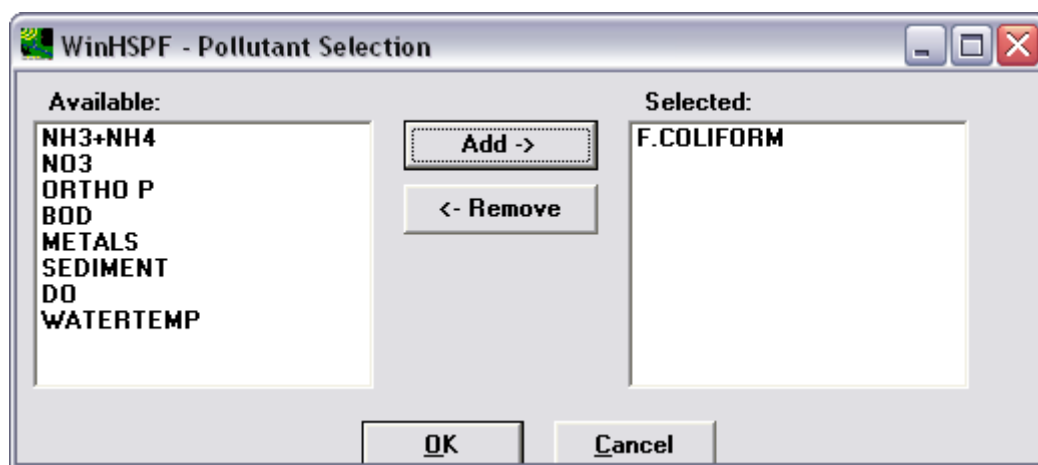 WinHSPF - Pollutant Selection
Available:
NH3+NH4
NO3
ORTHO P
BOD
METALS
SEDIMENT
DO
WATERTEMP
Add ->
<- Remove
Selected:
F.COLIFORM
OK
Cancel